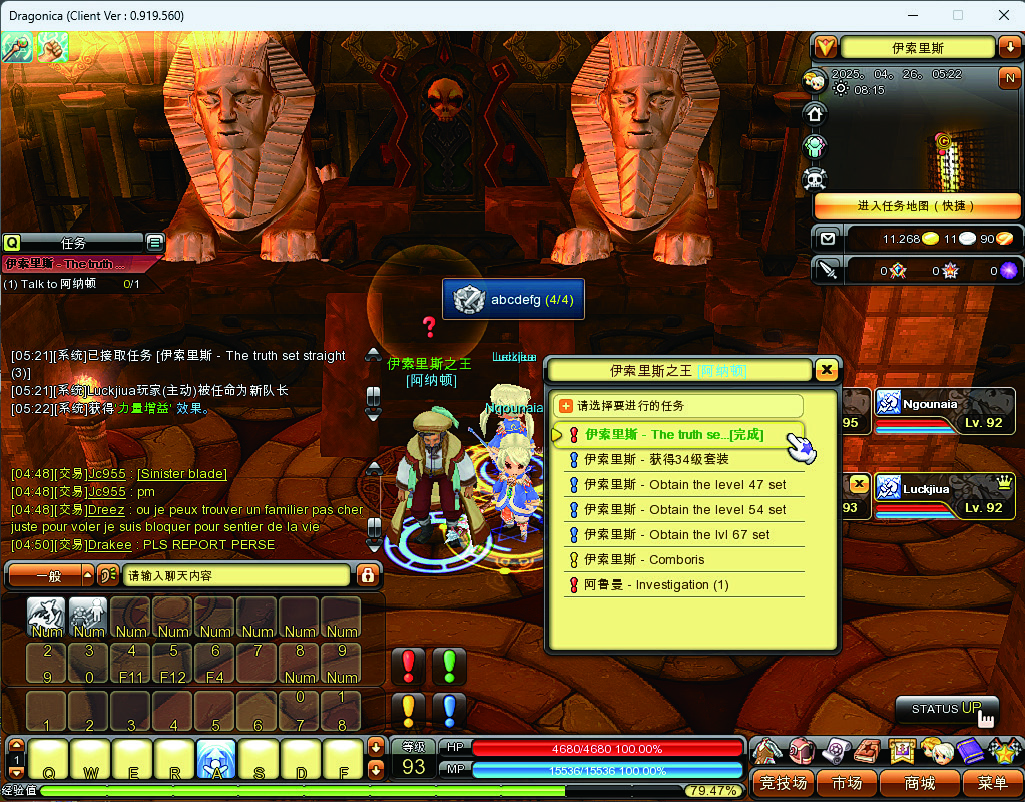 Dragonica (Client Ver : 0.919.560)
伊索里斯
2025. 04. 26. 05:22
N
08:15
G
进入任务地图 ( 快捷 )
11.268 11 90
0 0 0
Q 任务
伊索里斯 - The truth ...
(1) Talk to 阿纳顿 0/1
abcdefg (4/4)
[05:21][系统]已接取任务 [伊索里斯 - The truth set straight
(3)]
[05:21][系统]Luckjiua玩家(主动)被任命为新队长
[05:22][系统]获得'力量增益' 效果。
伊索里斯之王
[阿纳顿]
Luckjiua
Ngounaia
[04:48][交易]Jc955 : [Sinister blade]
[04:48][交易]Jc955 : pm
[04:48][交易]Dreez : ou je peux trouver un familier pas cher
juste pour voler je suis bloquer pour sentier de la vie
[04:50][交易]Drakee : PLS REPORT PERSE
伊索里斯之王 [阿纳顿]
请选择要进行的任务
伊索里斯 - The truth se...[完成]
伊索里斯 - 获得34级套装
伊索里斯 - Obtain the level 47 set
伊索里斯 - Obtain the level 54 set
伊索里斯 - Obtain the lvl 67 set
伊索里斯 - Comboris
阿鲁曼 - Investigation (1)
95
Ngounaia
Lv. 92
93
Luckjiua
Lv. 92
一般
请输入聊天内容
Num Num Num Num Num Num Num Num
2 3 4 5 6 7 8 9
9 0 F11 F12 F4 Num Num
0 1
1 2 3 4 5 6 7 8
STATUS UP
1
Q W E R A S D F
等级
93
HP 4680/4680 100.00%
MP 15536/15536 100.00%
竞技场 市场 商城 菜单
经验值 79.47%